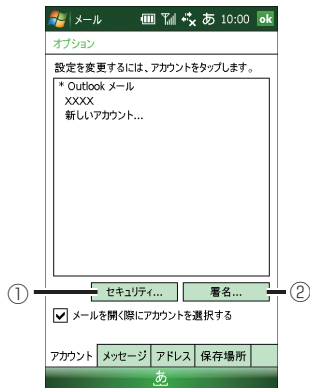 メール あ 10:00 ok
オプション
設定を変更するには、アカウントをタップします。
* Outlook メール
XXXX
新しいアカウント...
① セキュリティ... 署名... ②
メールを開く際にアカウントを選択する
アカウント メッセージ アドレス 保存場所
あ